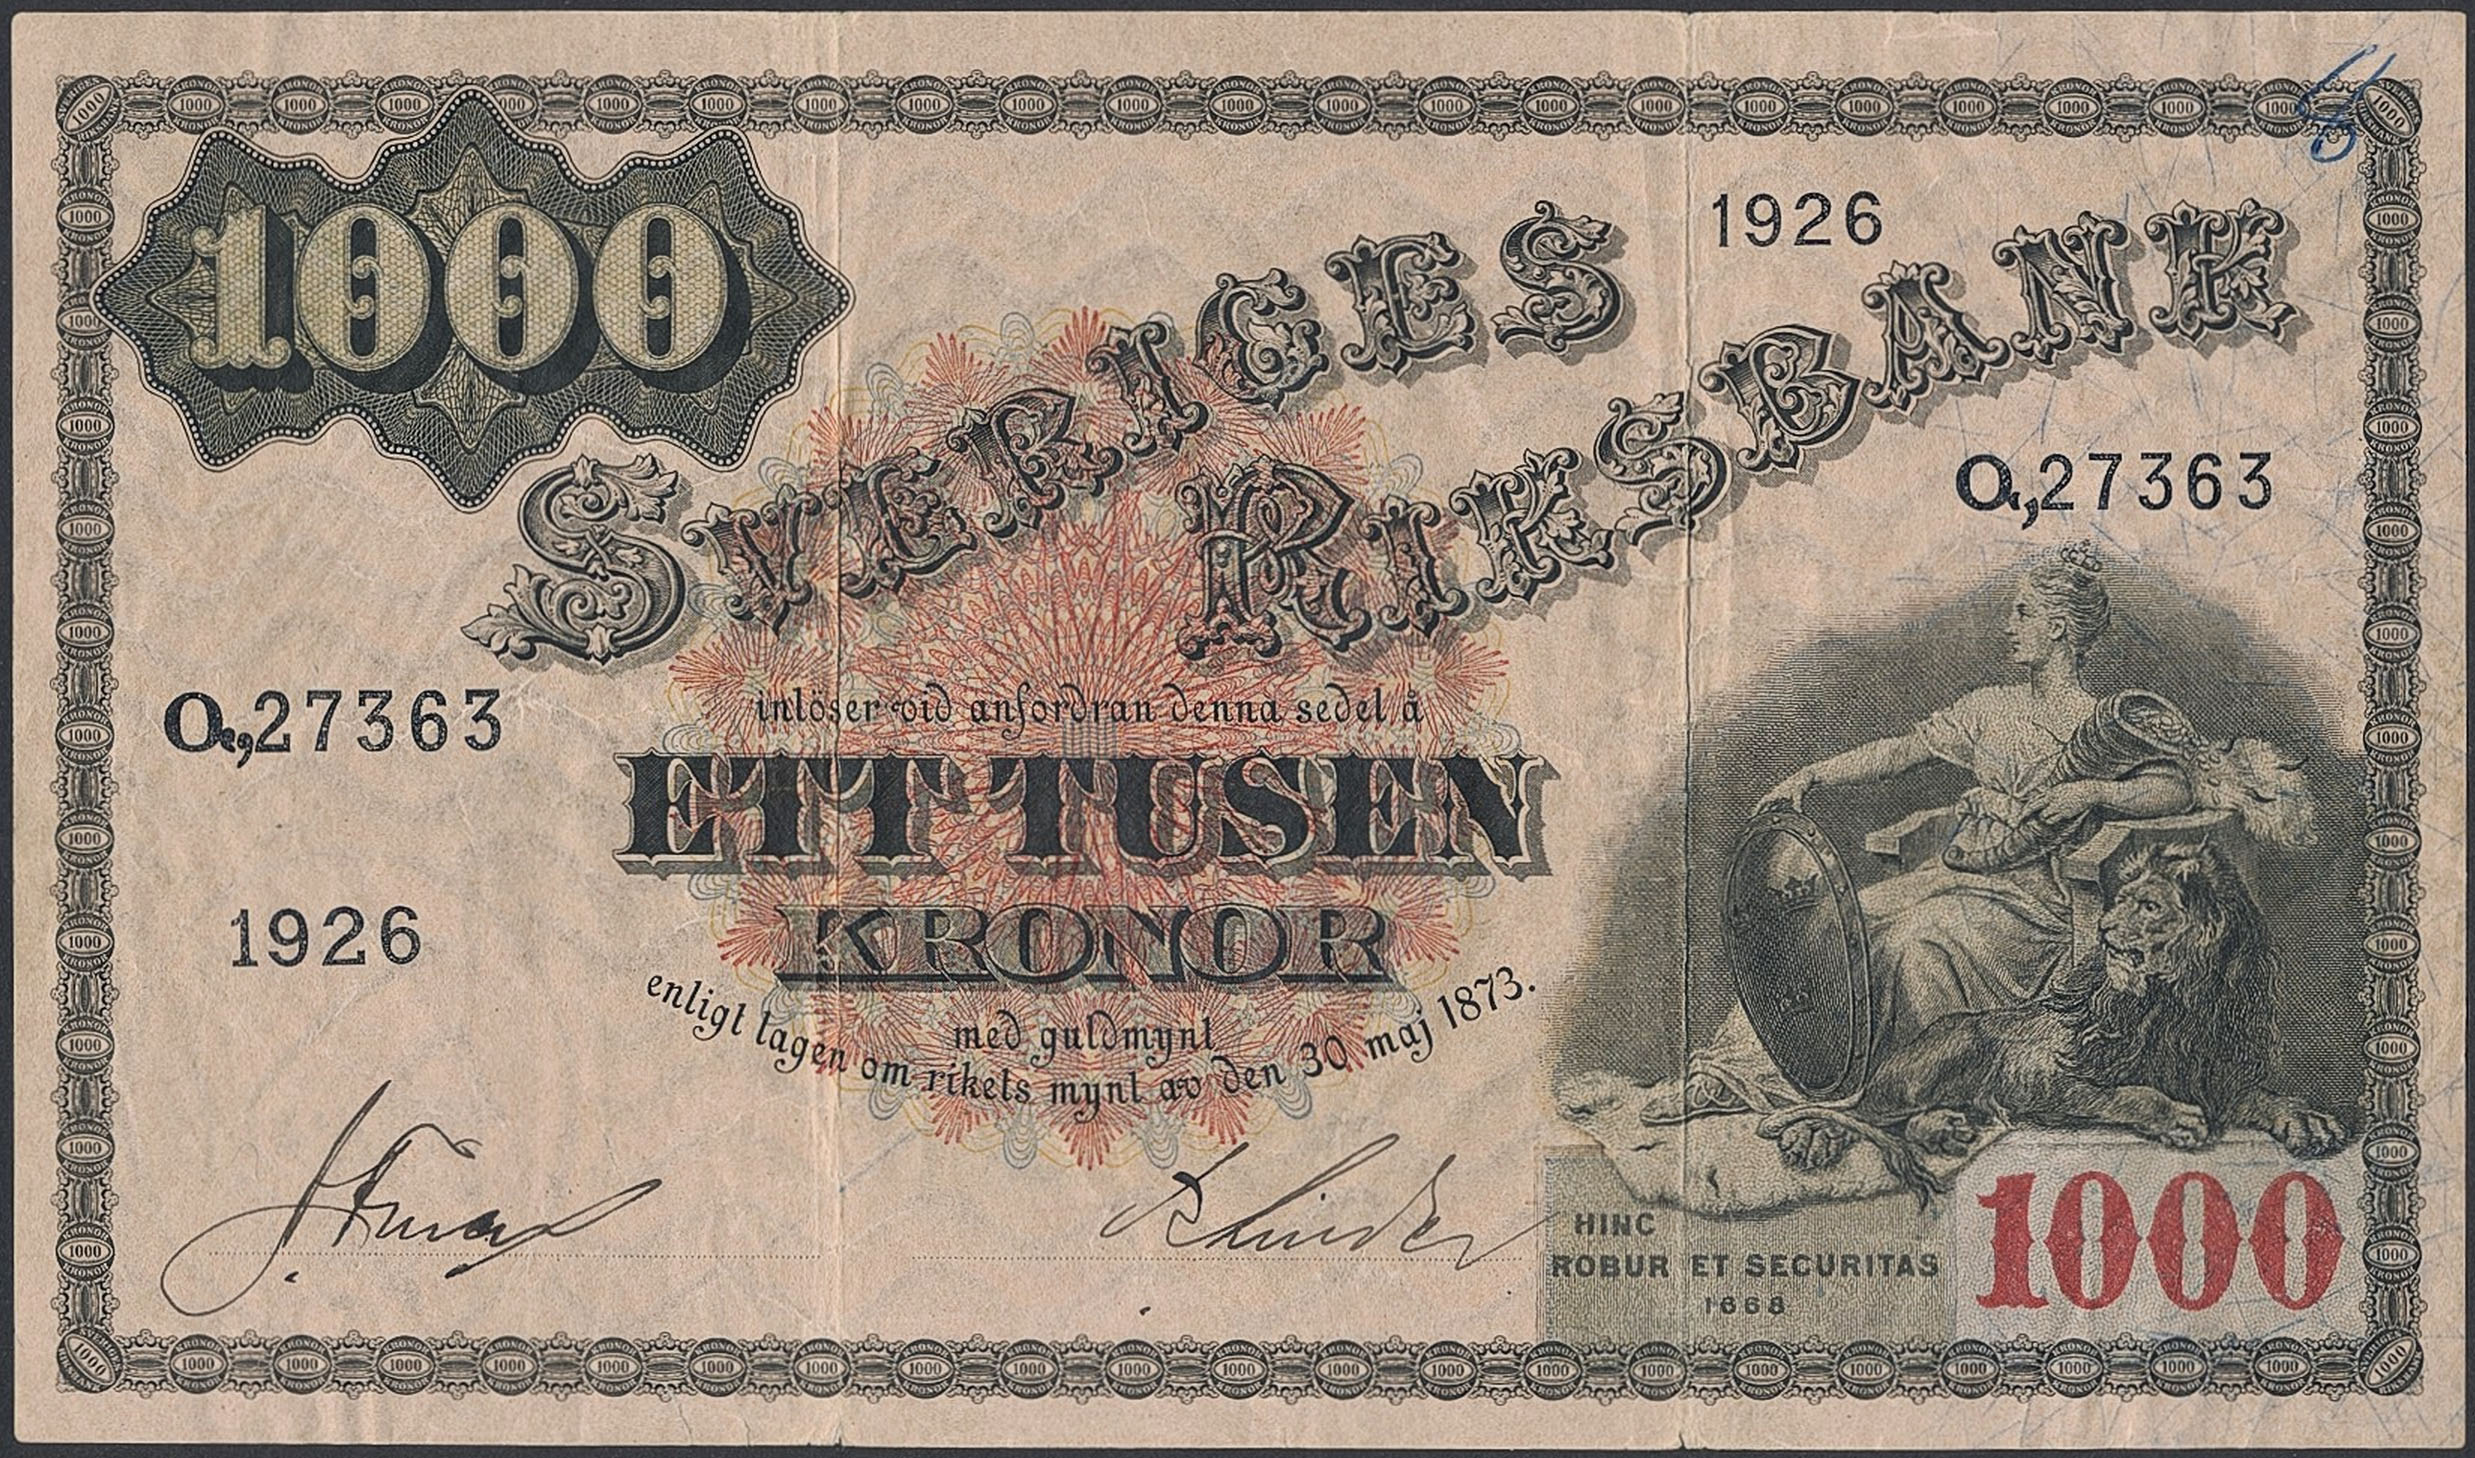 1000
SVERIGES
1926
RIKSBANK
O,27363
O,27363
inlöser vid anfordran denna sedel å
ETT TUSEN
KRONOR
1926
med guldmynt
enligt lagen om rikets mynt av den 30 maj 1873.
HINC
ROBUR ET SECURITAS
1668
1000